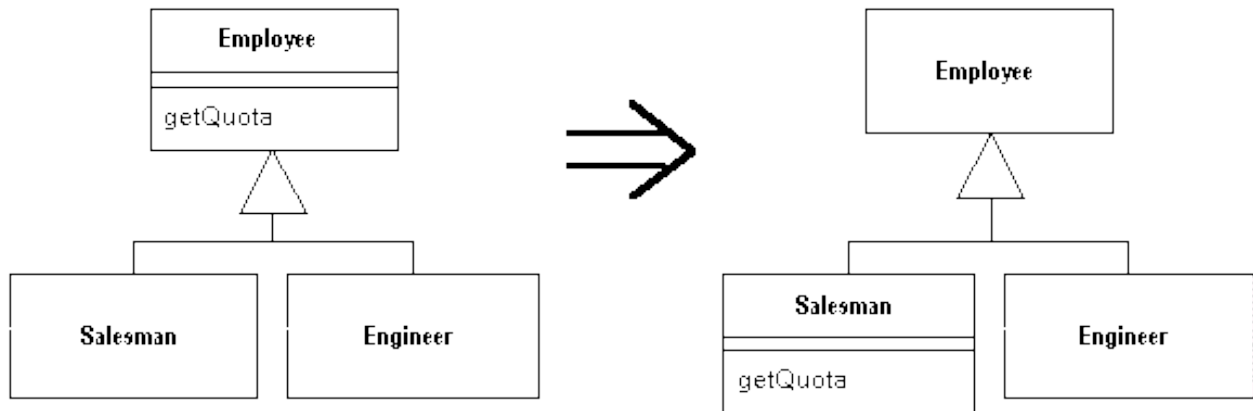 Employee
getQuota
Salesman
Engineer
Employee
Salesman
getQuota
Engineer